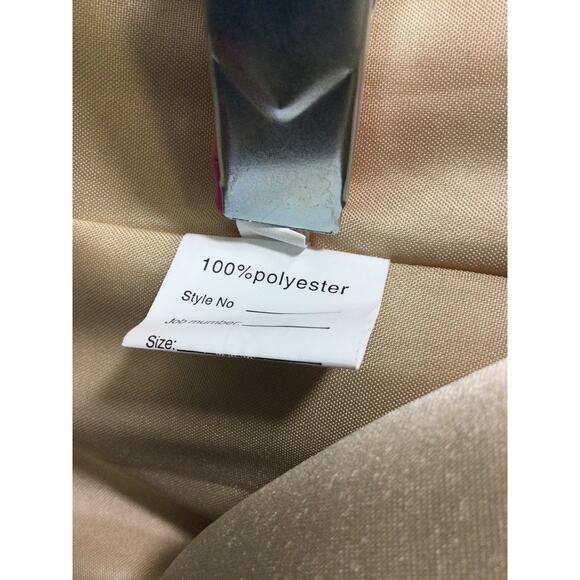 100%polyester
Style No
Job mumber:
Size: